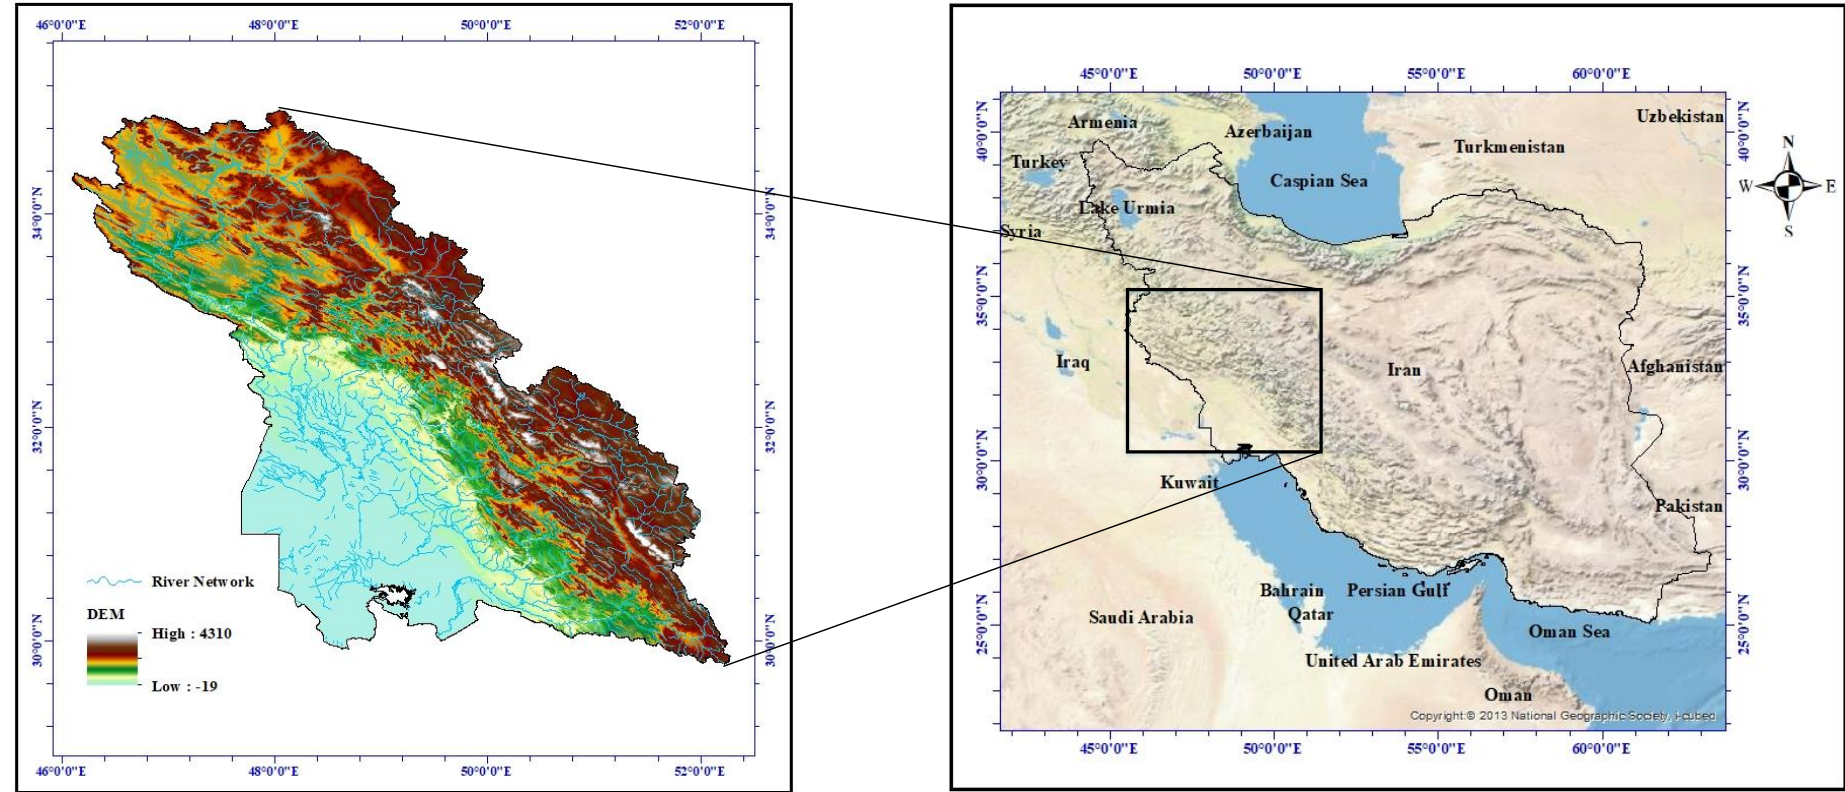 46°0'0"E 48°0'0"E 50°0'0"E 52°0'0"E
34°0'0"N 34°0'0"N
32°0'0"N 32°0'0"N
30°0'0"N 30°0'0"N
River Network
DEM
High : 4310
Low : -19
46°0'0"E 48°0'0"E 50°0'0"E 52°0'0"E
45°0'0"E 50°0'0"E 55°0'0"E 60°0'0"E
40°0'0"N 40°0'0"N
35°0'0"N 35°0'0"N
30°0'0"N 30°0'0"N
25°0'0"N 25°0'0"N
Uzbekistan
Armenia
Azerbaijan
Turkmenistan
Turkey
Caspian Sea
Lake Urmia
Syria
Iraq
Iran
Afghanistan
Kuwait
Pakistan
Bahrain
Persian Gulf
Qatar
Saudi Arabia
Oman Sea
United Arab Emirates
Oman
Copyright:© 2013 National Geographic Society, i-cubed
45°0'0"E 50°0'0"E 55°0'0"E 60°0'0"E
N
W E
S